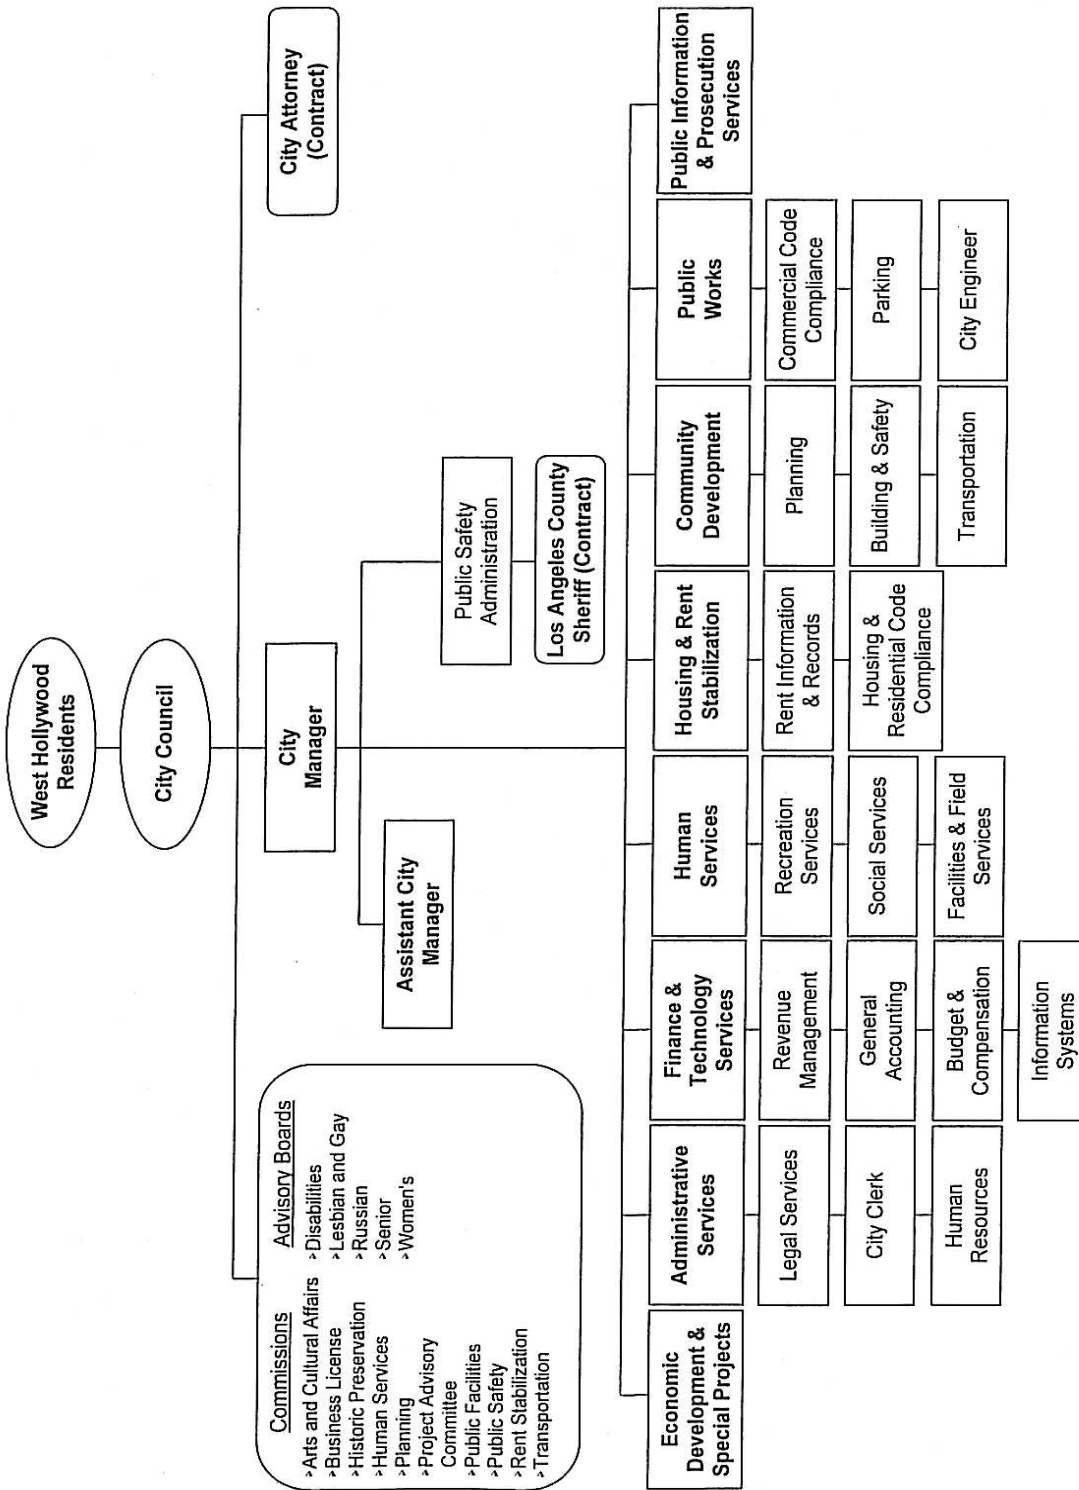 West Hollywood
Residents
City Council
City Attorney
(Contract)
City
Manager
Commissions
➢Arts and Cultural Affairs
➢Business License
➢Historic Preservation
➢Human Services
➢Planning
➢Project Advisory
Committee
➢Public Facilities
➢Public Safety
➢Rent Stabilization
➢Transportation
Advisory Boards
➢Disabilities
➢Lesbian and Gay
➢Russian
➢Senior
➢Women's
Assistant City
Manager
Public Safety
Administration
Los Angeles County
Sheriff (Contract)
Economic
Development &
Special Projects
Administrative
Services
Legal Services
City Clerk
Human
Resources
Finance &
Technology
Services
Revenue
Management
General
Accounting
Budget &
Compensation
Information
Systems
Human
Services
Recreation
Services
Social Services
Facilities & Field
Services
Housing & Rent
Stabilization
Rent Information
& Records
Housing &
Residential Code
Compliance
Community
Development
Planning
Building & Safety
Transportation
Public
Works
Commercial Code
Compliance
Parking
City Engineer
Public Information
& Prosecution
Services